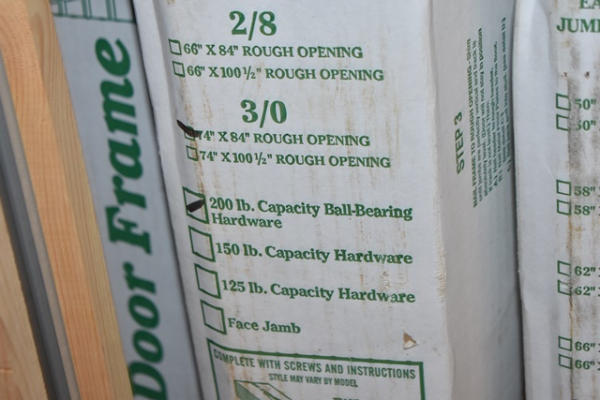 Door Frame
2/8
66" X 84" ROUGH OPENING
66" X 100½" ROUGH OPENING
3/0
74" X 84" ROUGH OPENING
74" X 100½" ROUGH OPENING
200 lb. Capacity Ball-Bearing
Hardware
150 lb. Capacity Hardware
125 lb. Capacity Hardware
Face Jamb
COMPLETE WITH SCREWS AND INSTRUCTIONS
STYLE MAY VARY BY MODEL
STEP 3
EA
JUM
50"
50"
58"
58"
62"
62"
66"
66"